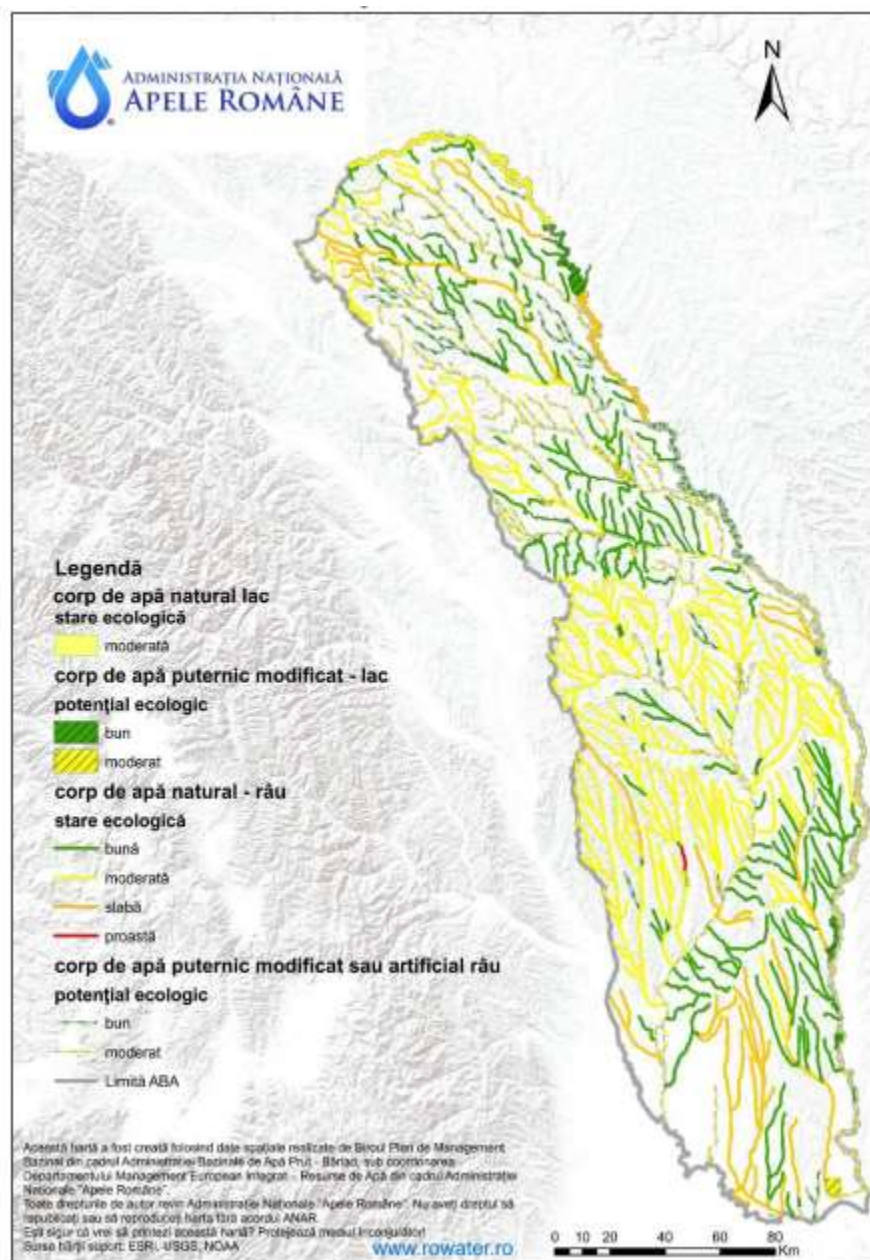 ADMINISTRAȚIA NAȚIONALĂ
APELE ROMÂNE
N
Legendă
corp de apă natural lac
stare ecologică
moderată
corp de apă puternic modificat - lac
potențial ecologic
bun
moderat
corp de apă natural - râu
stare ecologică
bună
moderată
slabă
proastă
corp de apă puternic modificat sau artificial râu
potențial ecologic
bun
moderat
Limită ABA
Această hartă a fost creată folosind date spațiale realizate de Biroul Plan de Management
Bazinal din cadrul Administrației Bazinale de Apă Prut - Bârlad, sub coordonarea
Departamentului Management European Integrat - Resurse de Apă din cadrul Administrației
Naționale "Apele Române".
Toate drepturile de autor revin Administrației Naționale "Apele Române". Nu aveți dreptul să
republicați sau să reproduceți harta fără acordul ANAR.
Ești sigur că vrei să printezi această hartă? Protejează mediul înconjurător!
Sursa hărții suport: ESRI, USGS, NOAA
www.rowater.ro
0 10 20 40 60 80
Km